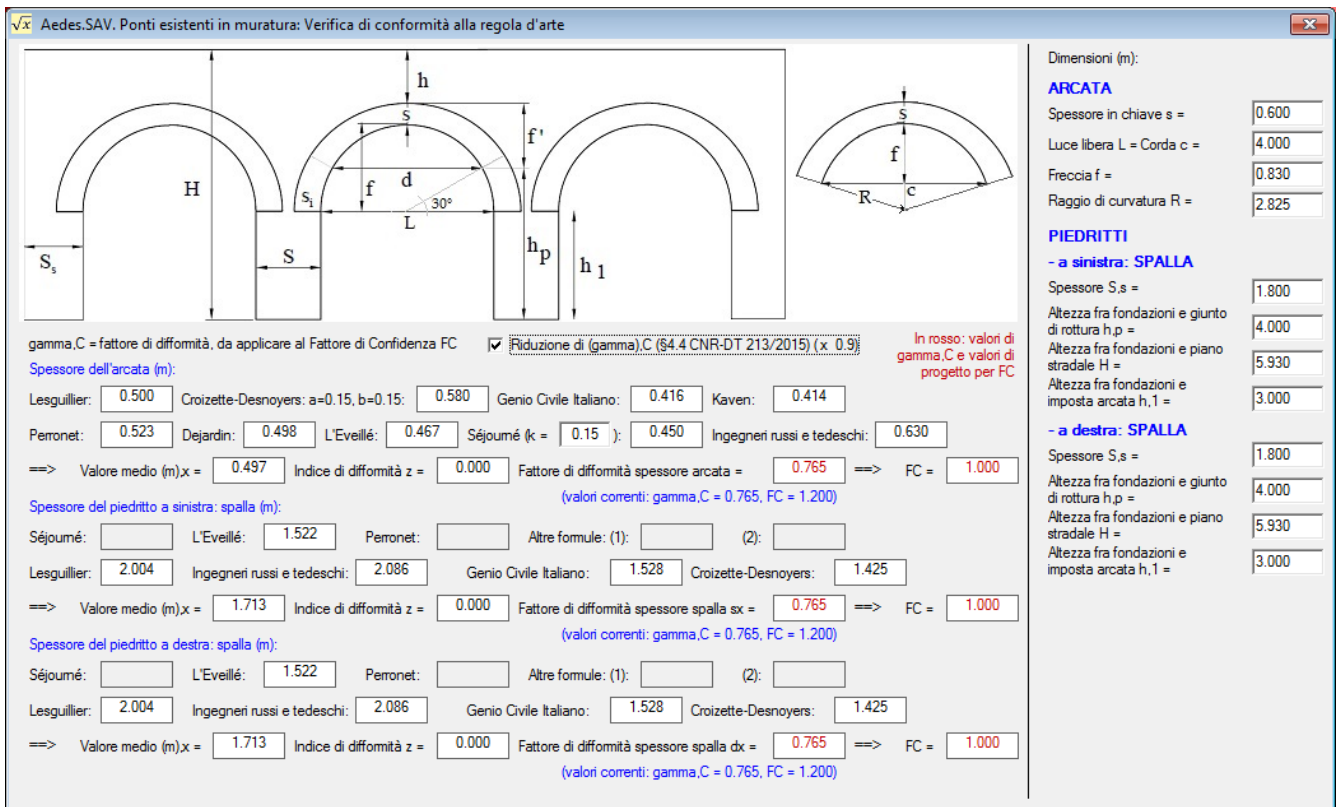 √x Aedes.SAV. Ponti esistenti in muratura: Verifica di conformità alla regola d'arte
h
s
f'
H
s
i
f
d
30°
L
S
s
S
h
p
h
1
s
f
R
c
gamma,C = fattore di difformità, da applicare al Fattore di Confidenza FC
Riduzione di (gamma),C (§4.4 CNR-DT 213/2015) ( x 0.9)
In rosso: valori di
gamma,C e valori di
progetto per FC
Spessore dell'arcata (m):
Lesguillier: 0.500 Croizette-Desnoyers: a=0.15, b=0.15: 0.580 Genio Civile Italiano: 0.416 Kaven: 0.414
Perronet: 0.523 Dejardin: 0.498 L'Eveillé: 0.467 Séjourné (k = 0.15 ): 0.450 Ingegneri russi e tedeschi: 0.630
==> Valore medio (m),x = 0.497 Indice di difformità z = 0.000 Fattore di difformità spessore arcata = 0.765 ==> FC = 1.000
(valori correnti: gamma,C = 0.765, FC = 1.200)
Spessore del piedritto a sinistra: spalla (m):
Séjourné: L'Eveillé: 1.522 Perronet: Altre formule: (1): (2):
Lesguillier: 2.004 Ingegneri russi e tedeschi: 2.086 Genio Civile Italiano: 1.528 Croizette-Desnoyers: 1.425
==> Valore medio (m),x = 1.713 Indice di difformità z = 0.000 Fattore di difformità spessore spalla sx = 0.765 ==> FC = 1.000
(valori correnti: gamma,C = 0.765, FC = 1.200)
Spessore del piedritto a destra: spalla (m):
Séjourné: L'Eveillé: 1.522 Perronet: Altre formule: (1): (2):
Lesguillier: 2.004 Ingegneri russi e tedeschi: 2.086 Genio Civile Italiano: 1.528 Croizette-Desnoyers: 1.425
==> Valore medio (m),x = 1.713 Indice di difformità z = 0.000 Fattore di difformità spessore spalla dx = 0.765 ==> FC = 1.000
(valori correnti: gamma,C = 0.765, FC = 1.200)
Dimensioni (m):
ARCATA
Spessore in chiave s = 0.600
Luce libera L = Corda c = 4.000
Freccia f = 0.830
Raggio di curvatura R = 2.825
PIEDRITTI
- a sinistra: SPALLA
Spessore S,s = 1.800
Altezza fra fondazioni e giunto
di rottura h,p = 4.000
Altezza fra fondazioni e piano
stradale H = 5.930
Altezza fra fondazioni e
imposta arcata h,1 = 3.000
- a destra: SPALLA
Spessore S,s = 1.800
Altezza fra fondazioni e giunto
di rottura h,p = 4.000
Altezza fra fondazioni e piano
stradale H = 5.930
Altezza fra fondazioni e
imposta arcata h,1 = 3.000